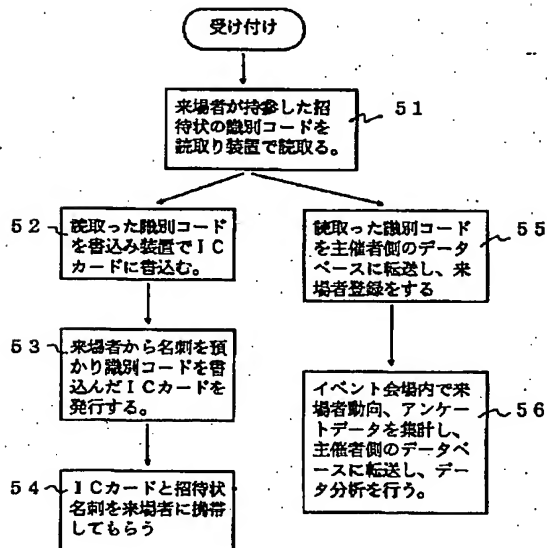 受け付け
来場者が持参した招
待状の識別コードを
読取り装置で読取る。
51
52
読取った識別コード
を書込み装置でIC
カードに書込む。
読取った識別コード
を主催者側のデータ
ベースに転送し、来
場者登録をする
55
53
来場者から名刺を預
かり識別コードを書
込んだICカードを
発行する。
イベント会場内で来
場者動向、アンケー
トデータを集計し、
主催者側のデータベ
ースに転送し、デー
タ分析を行う。
56
54
ICカードと招待状
名刺を来場者に携帯
してもらう